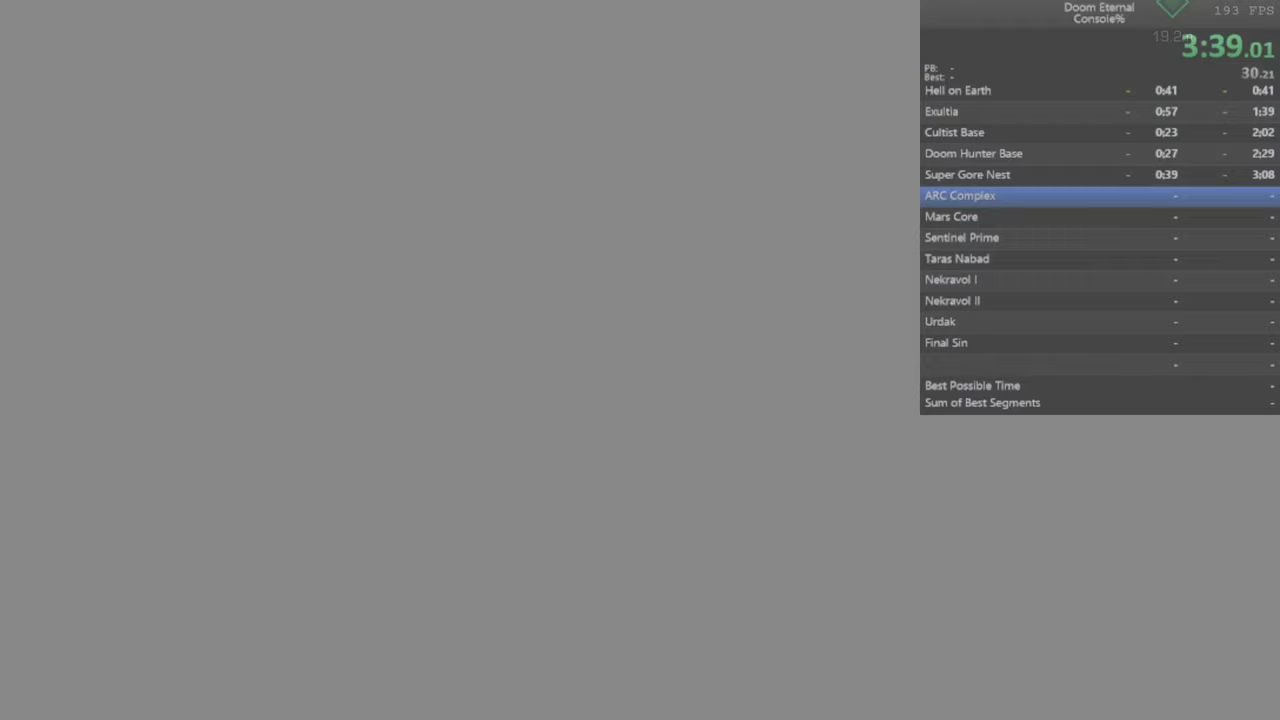 Doom Eternal
Console%
193 FPS
19.2m
3:39.01
PB: -
Best: -
30.21
Hell on Earth - 0:41 - 0:41
Exultia - 0:57 - 1:39
Cultist Base - 0:23 - 2:02
Doom Hunter Base - 0:27 - 2:29
Super Gore Nest - 0:39 - 3:08
ARC Complex - -
Mars Core - -
Sentinel Prime - -
Taras Nabad - -
Nekravol I - -
Nekravol II - -
Urdak - -
Final Sin - -
- -
Best Possible Time -
Sum of Best Segments -